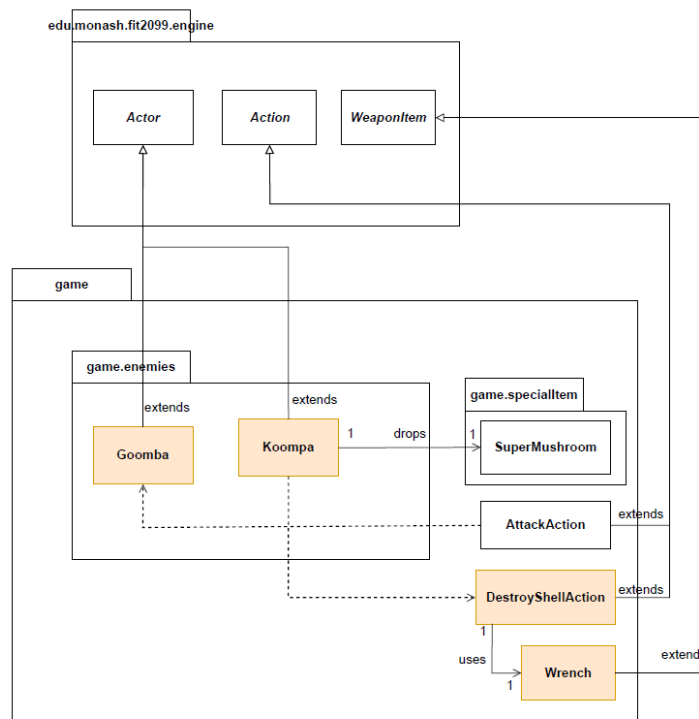 edu.monash.fit2099.engine
Actor
Action
WeaponItem
game
game.enemies
extends
extends
game.specialItem
Goomba
Koompa
1
drops
1
SuperMushroom
AttackAction
extends
DestroyShellAction
extends
1
uses
1
Wrench
extend